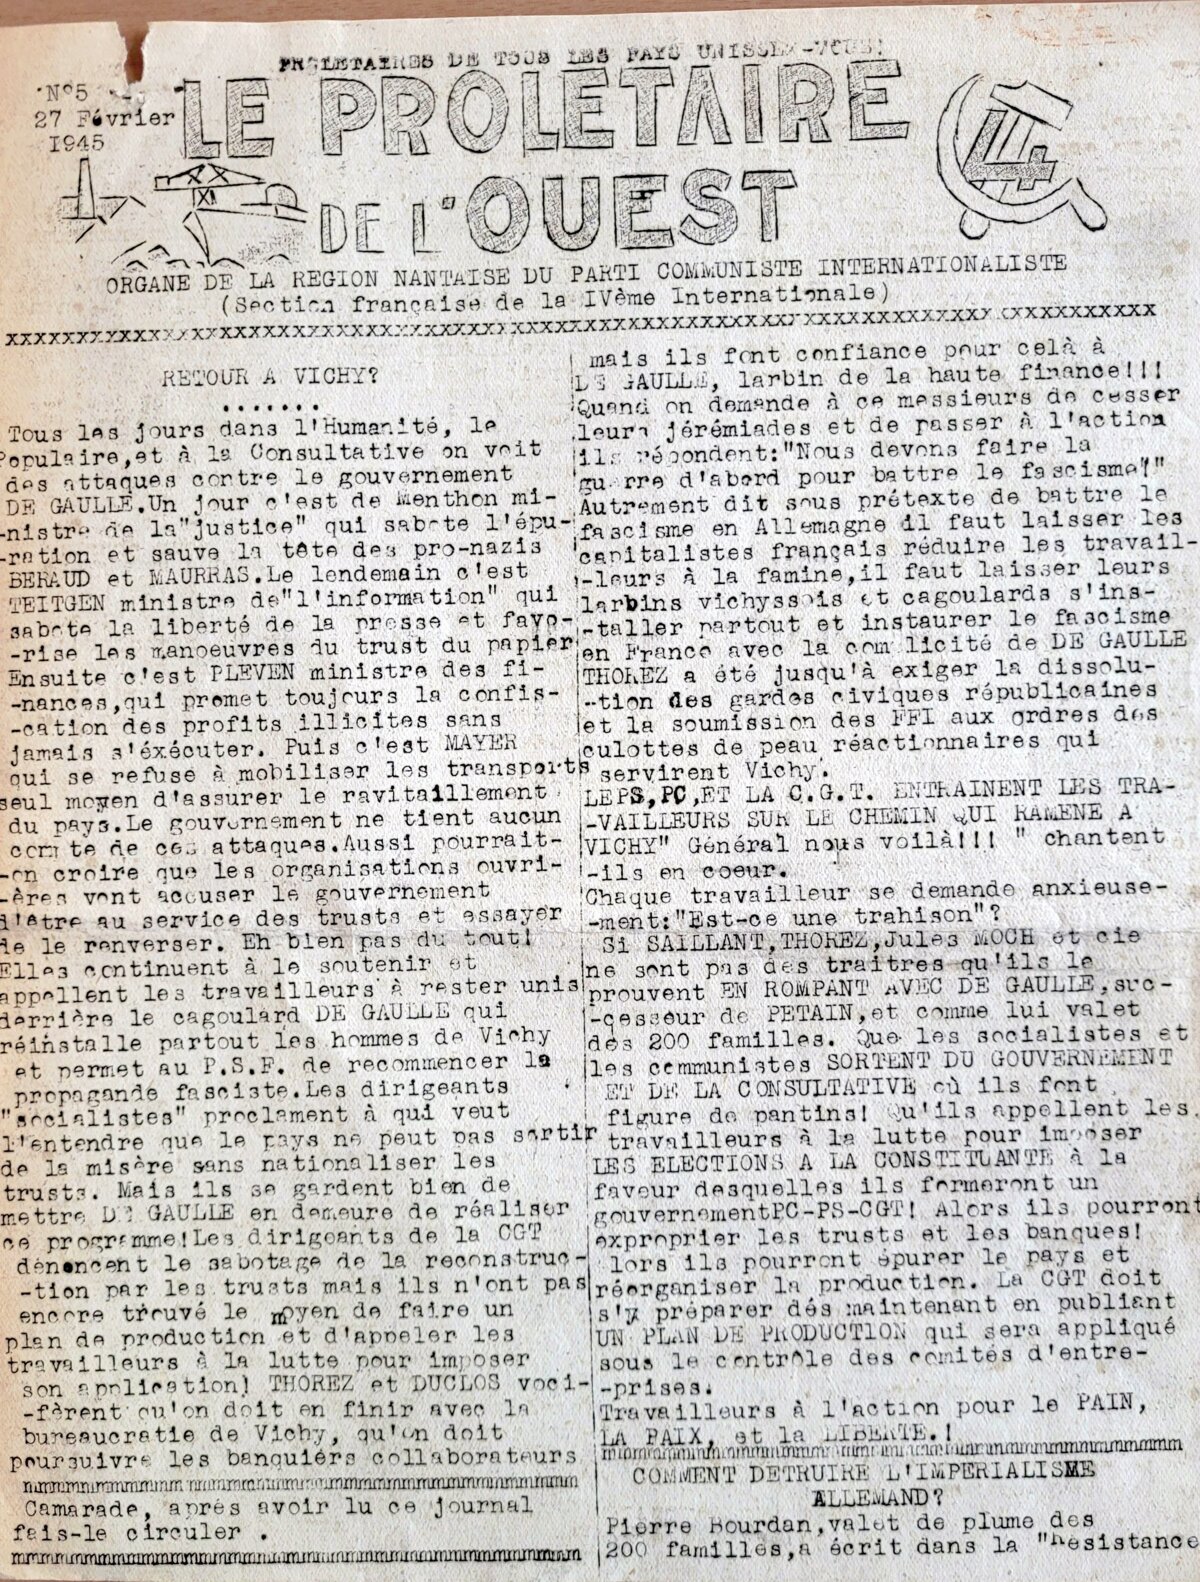 PROLETAIRES DE TOUS LES PAYS UNISSEZ-VOUS!
N°5
27 Février
1945
LE PROLETAIRE
DE L'OUEST
4
ORGANE DE LA REGION NANTAISE DU PARTI COMMUNISTE INTERNATIONALISTE
(Section française de la IVème Internationale)
RETOUR A VICHY?
.......
Tous les jours dans l'Humanité, le
Populaire,et à la Consultative on voit
des attaques contre le gouvernement
DE GAULLE.Un jour c'est de Menthon mi-
-nistre de la"justice" qui sabote l'épu-
-ration et sauve la tête des pro-nazis
BERAUD et MAURRAS.Le lendemain c'est
TEITGEN ministre de"l'information" qui
sabote la liberté de la presse et favo-
-rise les manoeuvres du trust du papier
Ensuite c'est PLEVEN ministre des fi-
-nances,qui promet toujours la confis-
-cation des profits illicites sans
jamais s'éxécuter. Puis c'est MAYER
qui se refuse à mobiliser les transports
seul moyen d'assurer le ravitaillement
du pays.Le gouvernement ne tient aucun
compte de ces attaques.Aussi pourrait-
-on croire que les organisations ouvri-
-ères vont accuser le gouvernement
d'être au service des trusts et essayer
de le renverser. Eh bien pas du tout!
Elles continuent à le soutenir et
appellent les travailleurs à rester unis
derrière le cagoulard DE GAULLE qui
réinstalle partout les hommes de Vichy
et permet au P.S.F. de recommencer la
propagande fasciste.Les dirigeants
"socialistes" proclament à qui veut
l'entendre que le pays ne peut pas sortir
de la misère sans nationaliser les
trusts. Mais ils se gardent bien de
mettre DE GAULLE en demeure de réaliser
ce programme!Les dirigeants de la CGT
dénoncent le sabotage de la reconstruc-
-tion par les trusts mais ils n'ont pas
encore trouvé le moyen de faire un
plan de production et d'appeler les
travailleurs à la lutte pour imposer
son application! THOREZ et DUCLOS voci-
-fèrent qu'on doit en finir avec la
bureaucratie de Vichy, qu'on doit
poursuivre les banquiers collaborateurs
Camarade, aprés avoir lu ce journal
fais-le circuler .
mais ils font confiance pour celà à
DE GAULLE, larbin de la haute finance!!!
Quand on demande à ce messieurs de cesser
leurs jérémiades et de passer à l'action
ils répondent:"Nous devons faire la
guerre d'abord pour battre le fascisme!"
Autrement dit sous prétexte de battre le
fascisme en Allemagne il faut laisser les
capitalistes français réduire les travail-
-leurs à la famine,il faut laisser leurs
larbins vichyssois et cagoulards s'ins-
-taller partout et instaurer le fascisme
en France avec la complicité de DE GAULLE
THOREZ a été jusqu'à exiger la dissolu-
-tion des gardes civiques républicaines
et la soumission des FFI aux ordres des
culottes de peau réactionnaires qui
servirent Vichy.
LEPS,PC,ET LA C.G.T. ENTRAINENT LES TRA-
-VAILLEURS SUR LE CHEMIN QUI RAMENE A
VICHY" Général nous voilà!!! " chantent
-ils en coeur.
Chaque travailleur se demande anxieuse-
-ment:"Est-ce une trahison"?
Si SAILLANT,THOREZ,Jules MOCH et cie
ne sont pas des traitres qu'ils le
prouvent EN ROMPANT AVEC DE GAULLE,suc-
-cesseur de PETAIN,et comme lui valet
des 200 familles. Que les socialistes et
les communistes SORTENT DU GOUVERNEMENT
ET DE LA CONSULTATIVE où ils font
figure de pantins! Qu'ils appellent les
travailleurs à la lutte pour imposer
LES ELECTIONS A LA CONSTITUANTE à la
faveur desquelles ils formeront un
gouvernementPC-PS-CGT! Alors ils pourront
exproprier les trusts et les banques!
lors ils pourront épurer le pays et
réorganiser la production. La CGT doit
s'y préparer dés maintenant en publiant
UN PLAN DE PRODUCTION qui sera appliqué
sous le contrôle des comités d'entre-
-prises.
Travailleurs à l'action pour le PAIN,
LA PAIX, et la LIBERTE.!
COMMENT DETRUIRE L'IMPERIALISME
ALLEMAND?
Pierre Bourdan,valet de plume des
200 familles,a écrit dans la "Résistance